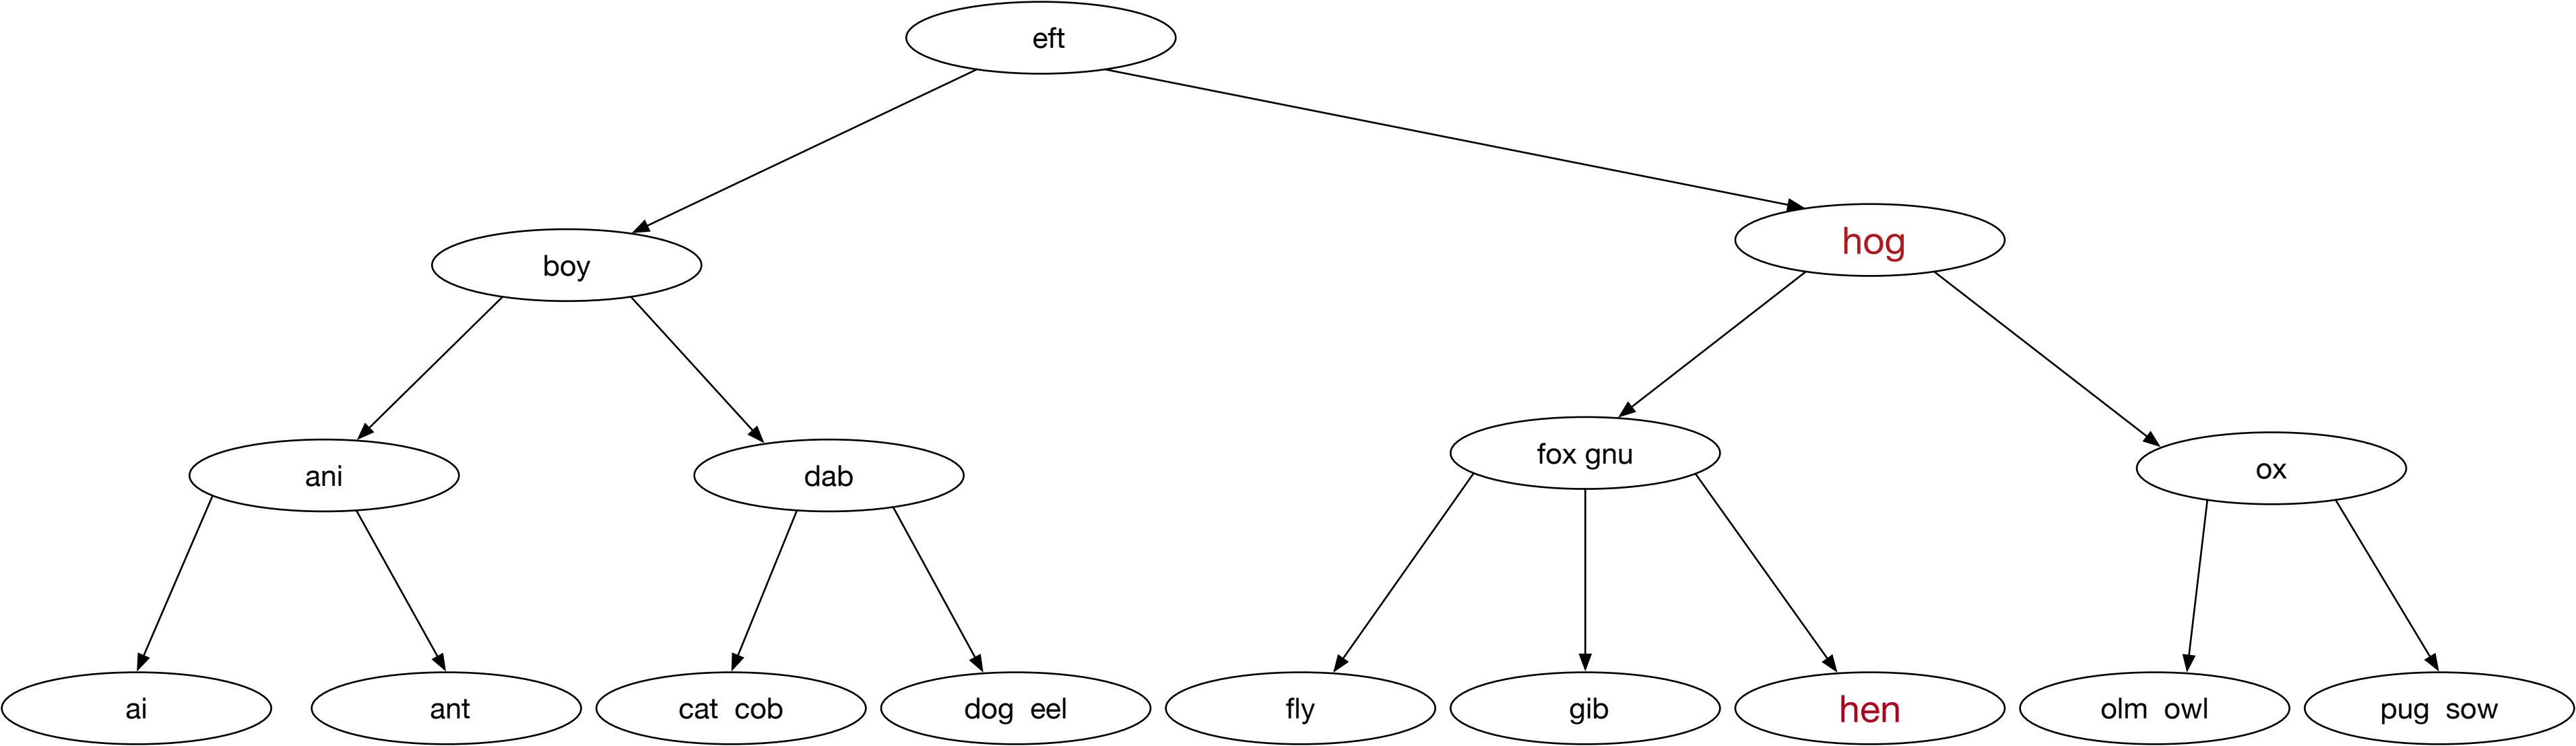 eft
boy
hog
ani
dab
fox gnu
ox
ai
ant
cat cob
dog eel
fly
gib
hen
olm owl
pug sow